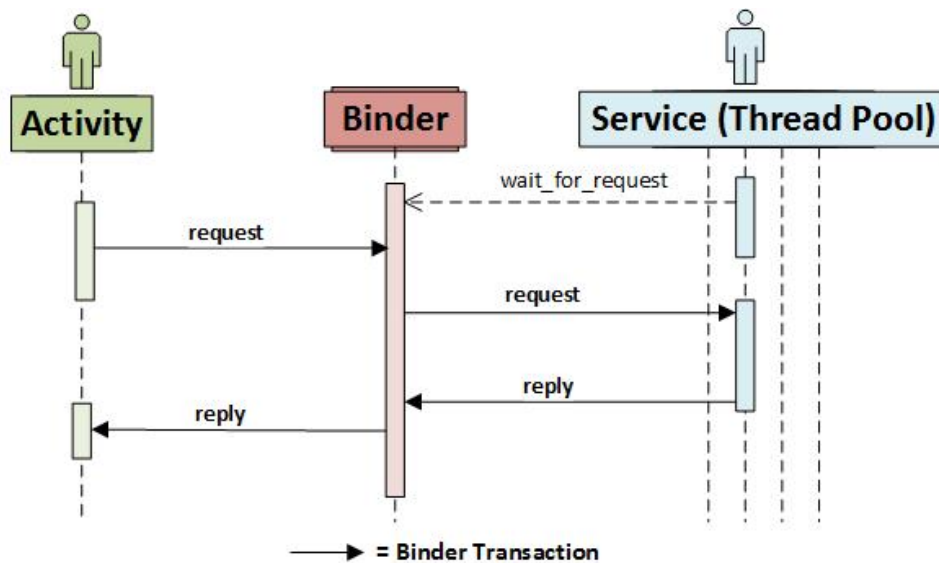 Activity
Binder
Service (Thread Pool)
wait_for_request
request
request
reply
reply
= Binder Transaction